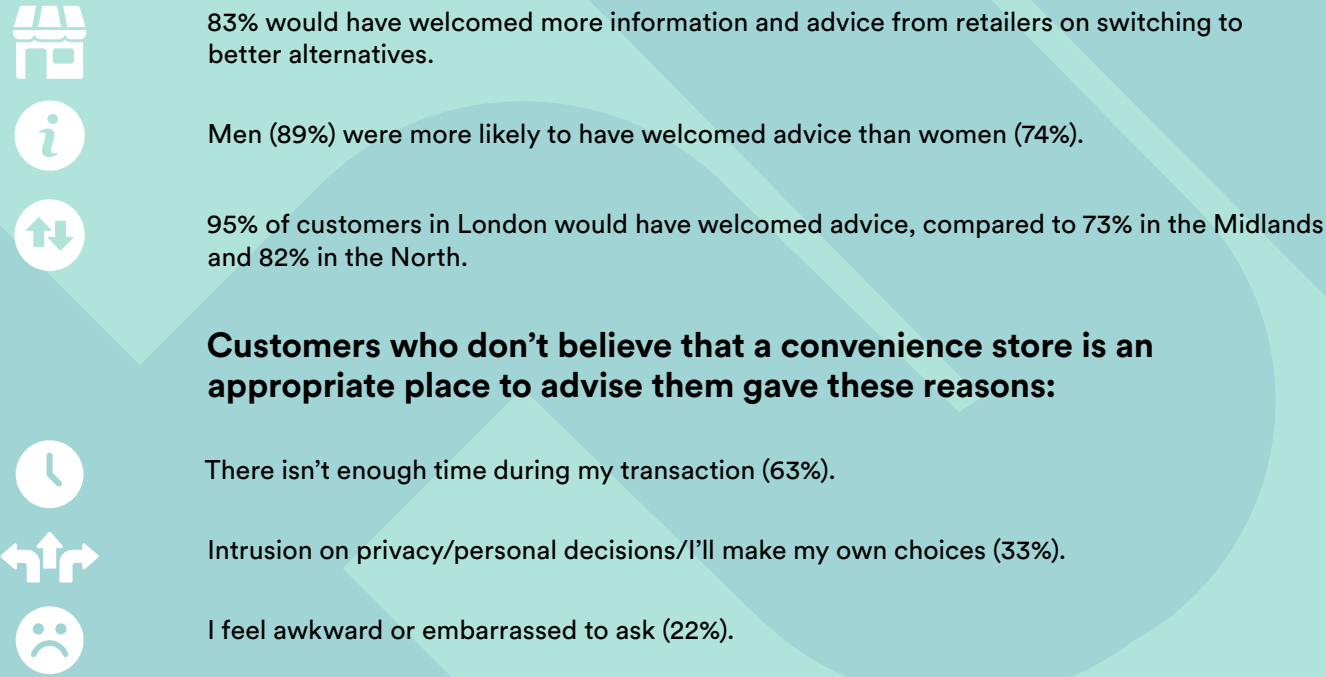 83% would have welcomed more information and advice from retailers on switching to
better alternatives.
Men (89%) were more likely to have welcomed advice than women (74%).
95% of customers in London would have welcomed advice, compared to 73% in the Midlands
and 82% in the North.
Customers who don’t believe that a convenience store is an
appropriate place to advise them gave these reasons:
There isn’t enough time during my transaction (63%).
Intrusion on privacy/personal decisions/I’ll make my own choices (33%).
I feel awkward or embarrassed to ask (22%).